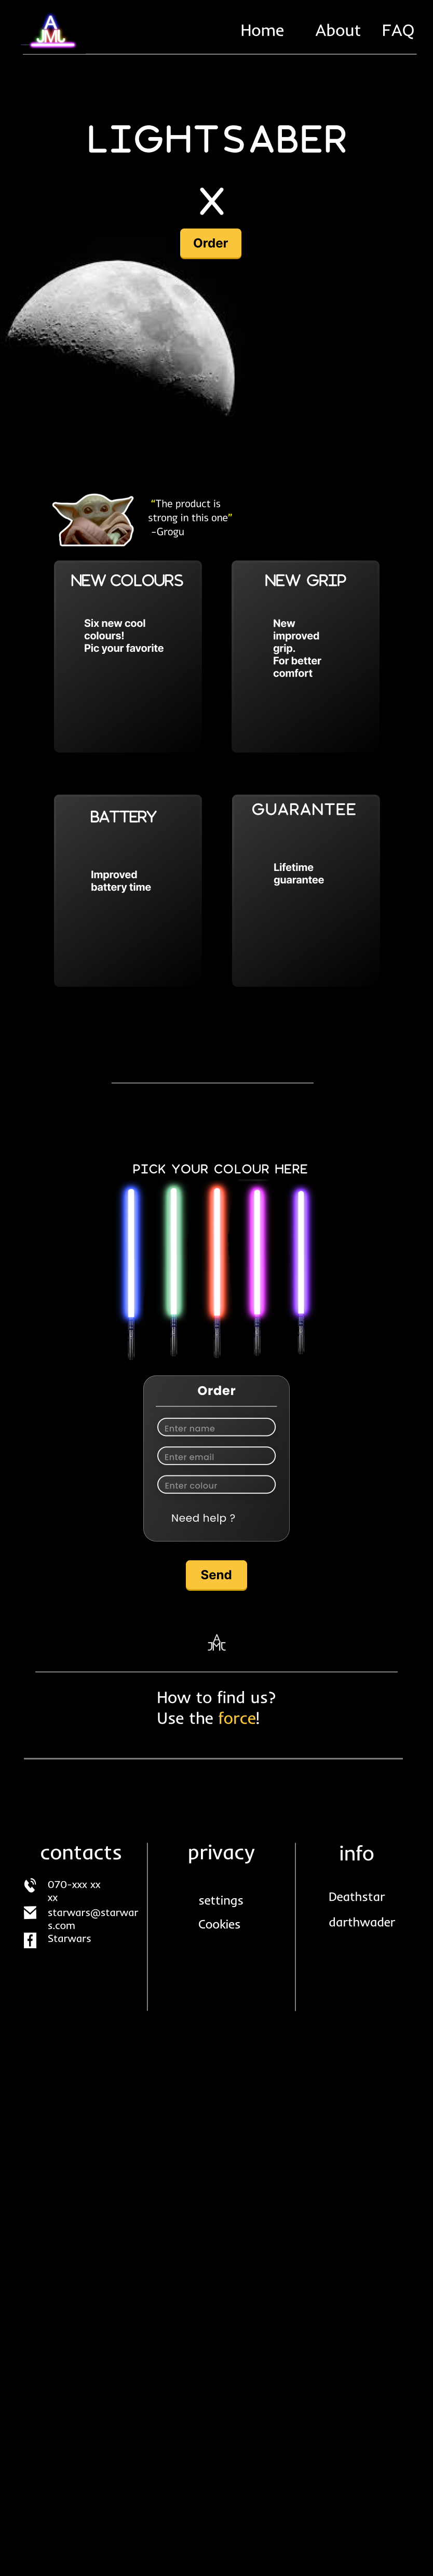 A
JMC
Home About FAQ
LIGHTSABER
X
Order
“The product is
strong in this one”
-Grogu
NEW COLOURS
Six new cool
colours!
Pic your favorite
NEW GRIP
New
improved
grip.
For better
comfort
BATTERY
Improved
battery time
GUARANTEE
Lifetime
guarantee
PICK YOUR COLOUR HERE
Order
Enter name
Enter email
Enter colour
Need help ?
Send
A
JMC
How to find us?
Use the force!
contacts
070-xxx xx
xx
starwars@starwar
s.com
Starwars
privacy
settings
Cookies
info
Deathstar
darthwader